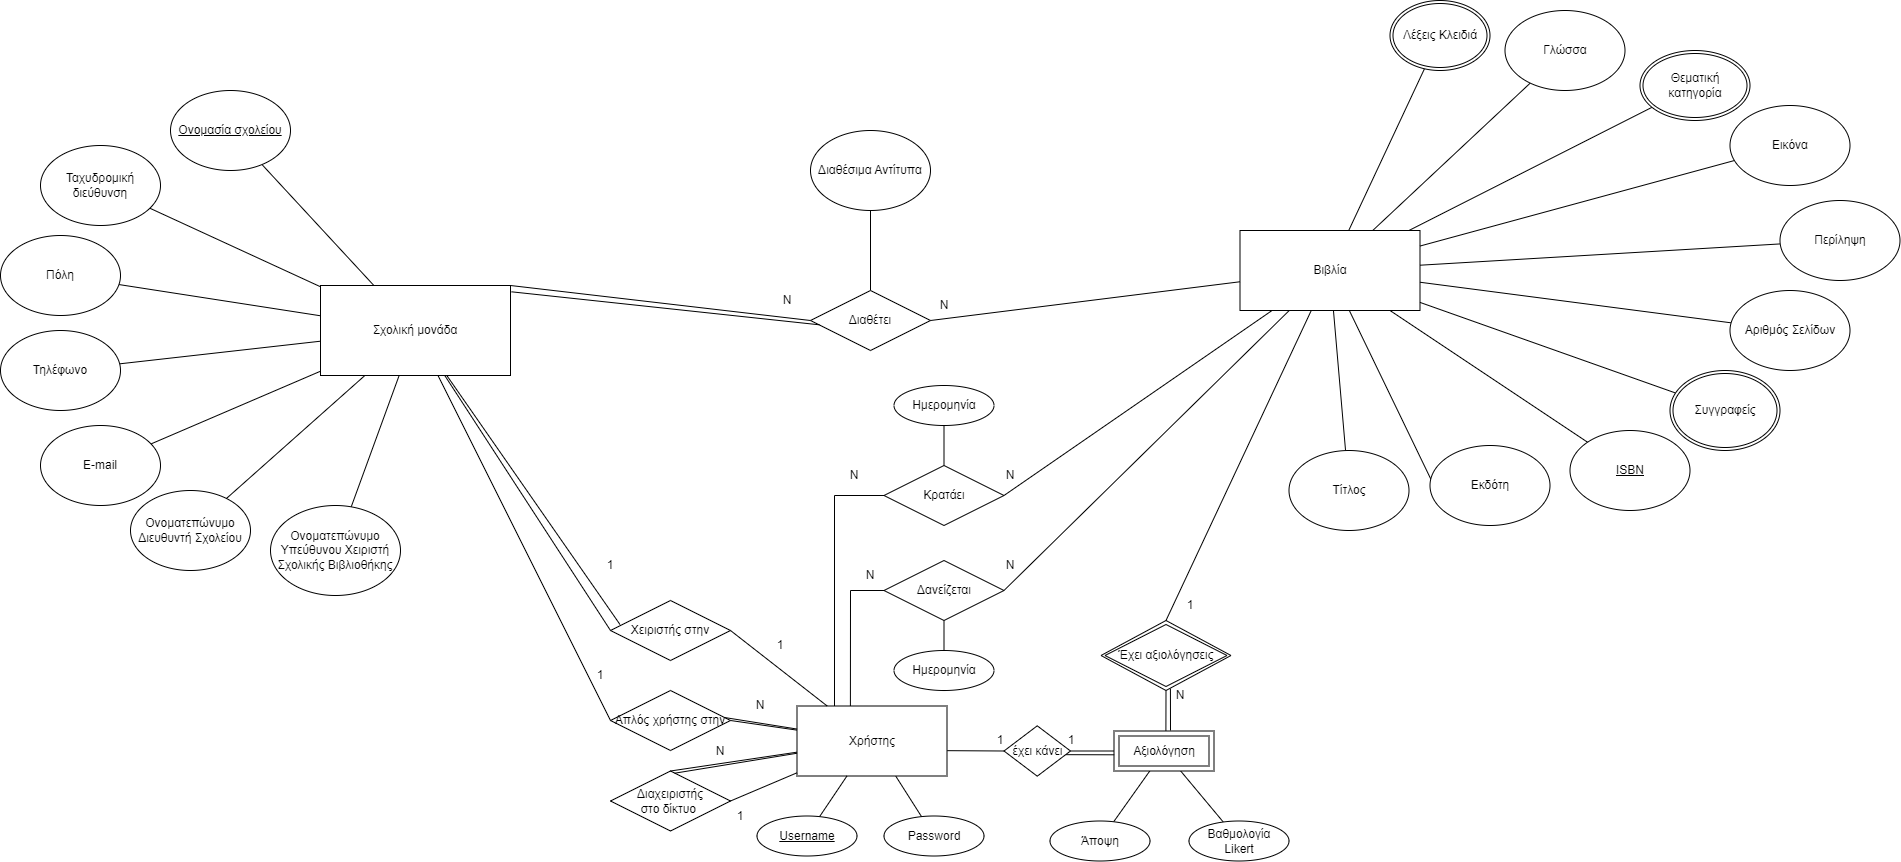 Λέξεις Κλειδιά
Γλώσσα
Θεματική
κατηγορία
Εικόνα
Περίληψη
Αριθμός Σελίδων
Συγγραφείς
ISBN
Εκδότη
Τίτλος
Βιβλία
Ονομασία σχολείου
Ταχυδρομική
διεύθυνση
Πόλη
Τηλέφωνο
E-mail
Ονοματεπώνυμο
Διευθυντή Σχολείου
Ονοματεπώνυμο
Υπεύθυνου Χειριστή
Σχολικής Βιβλιοθήκης
Σχολική μονάδα
Διαθέσιμα Αντίτυπα
N
Διαθέτει
N
Ημερομηνία
N
Κρατάει
N
N
Δανείζεται
N
Ημερομηνία
1
Χειριστής στην
1
1
Απλός χρήστης στην
N
N
Διαχειριστής
στο δίκτυο
1
Χρήστης
Username
Password
1
έχει κάνει
1
1
Έχει αξιολόγησεις
N
Αξιολόγηση
Άποψη
Βαθμολογία
Likert